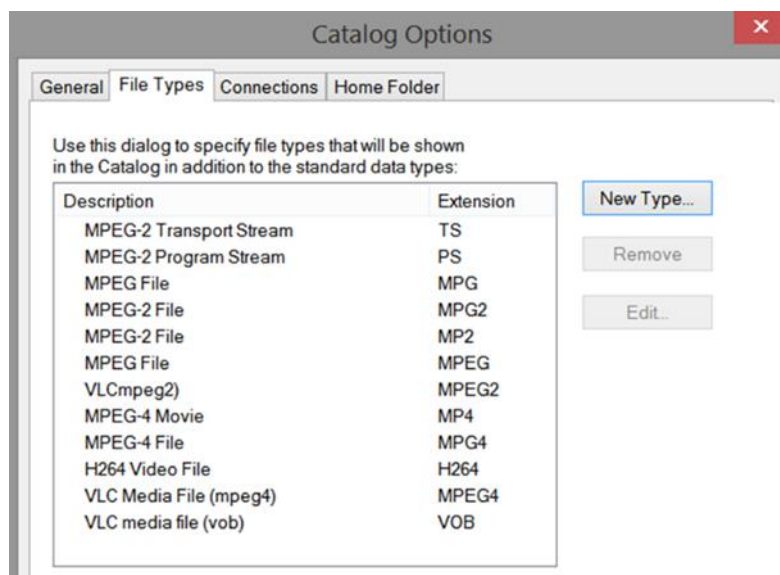 Catalog Options
General File Types Connections Home Folder
Use this dialog to specify file types that will be shown
in the Catalog in addition to the standard data types:
Description Extension New Type...
MPEG-2 Transport Stream TS
MPEG-2 Program Stream PS Remove
MPEG File MPG
MPEG-2 File MPG2 Edit...
MPEG-2 File MP2
MPEG File MPEG
VLCmpeg2) MPEG2
MPEG-4 Movie MP4
MPEG-4 File MPG4
H264 Video File H264
VLC Media File (mpeg4) MPEG4
VLC media file (vob) VOB